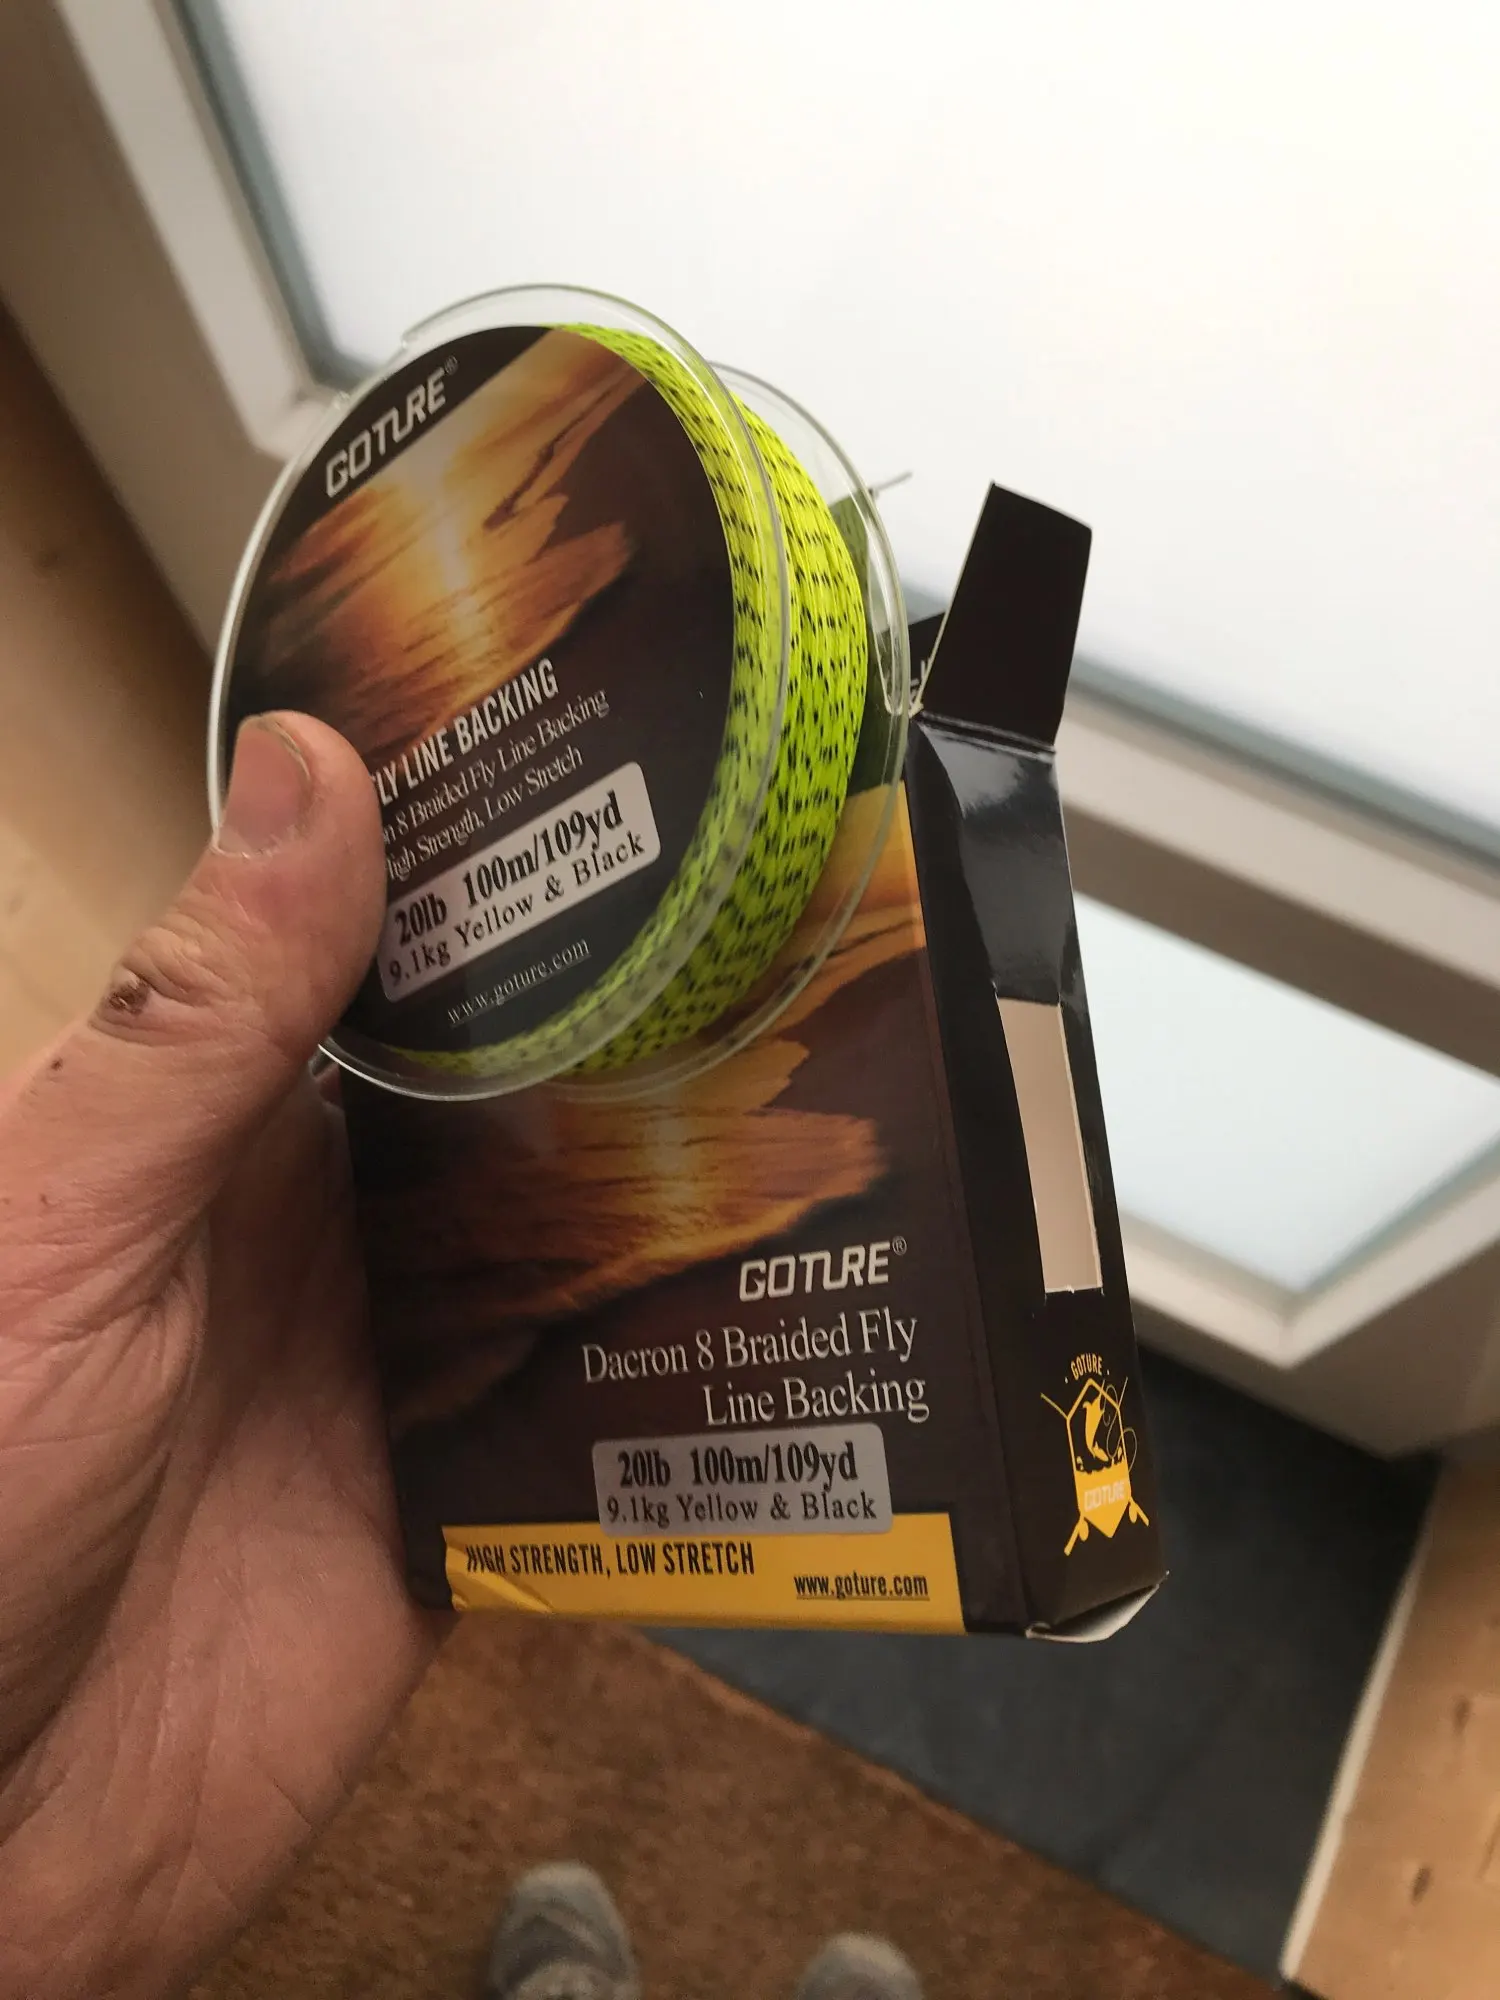 GOTURE®
LY LINE BACKING
8 Braided Fly Line Backing
Strength, Low Stretch
20lb 100m/109yd
9.1kg Yellow & Black
www.goture.com
GOTURE®
Dacron 8 Braided Fly
Line Backing
20lb 100m/109yd
9.1kg Yellow & Black
HIGH STRENGTH, LOW STRETCH
www.goture.com
· GOTURE ·
GOTURE